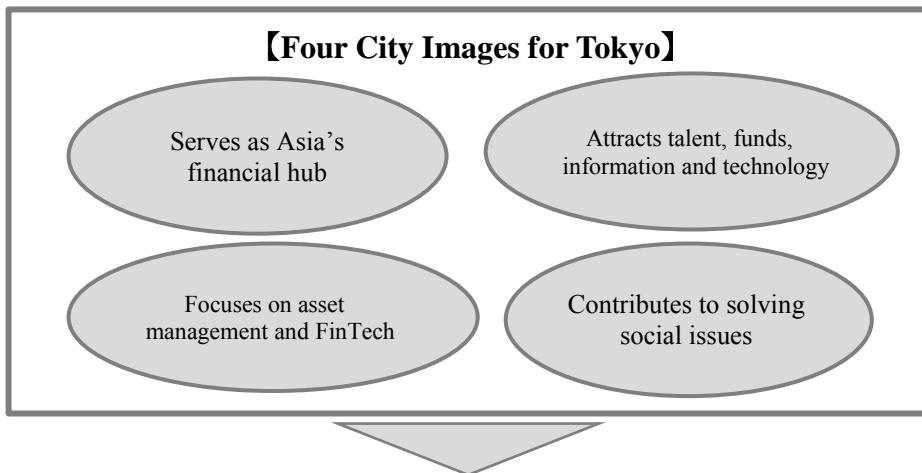 【Four City Images for Tokyo】
Serves as Asia’s
financial hub
Attracts talent, funds,
information and technology
Focuses on asset
management and FinTech
Contributes to solving
social issues